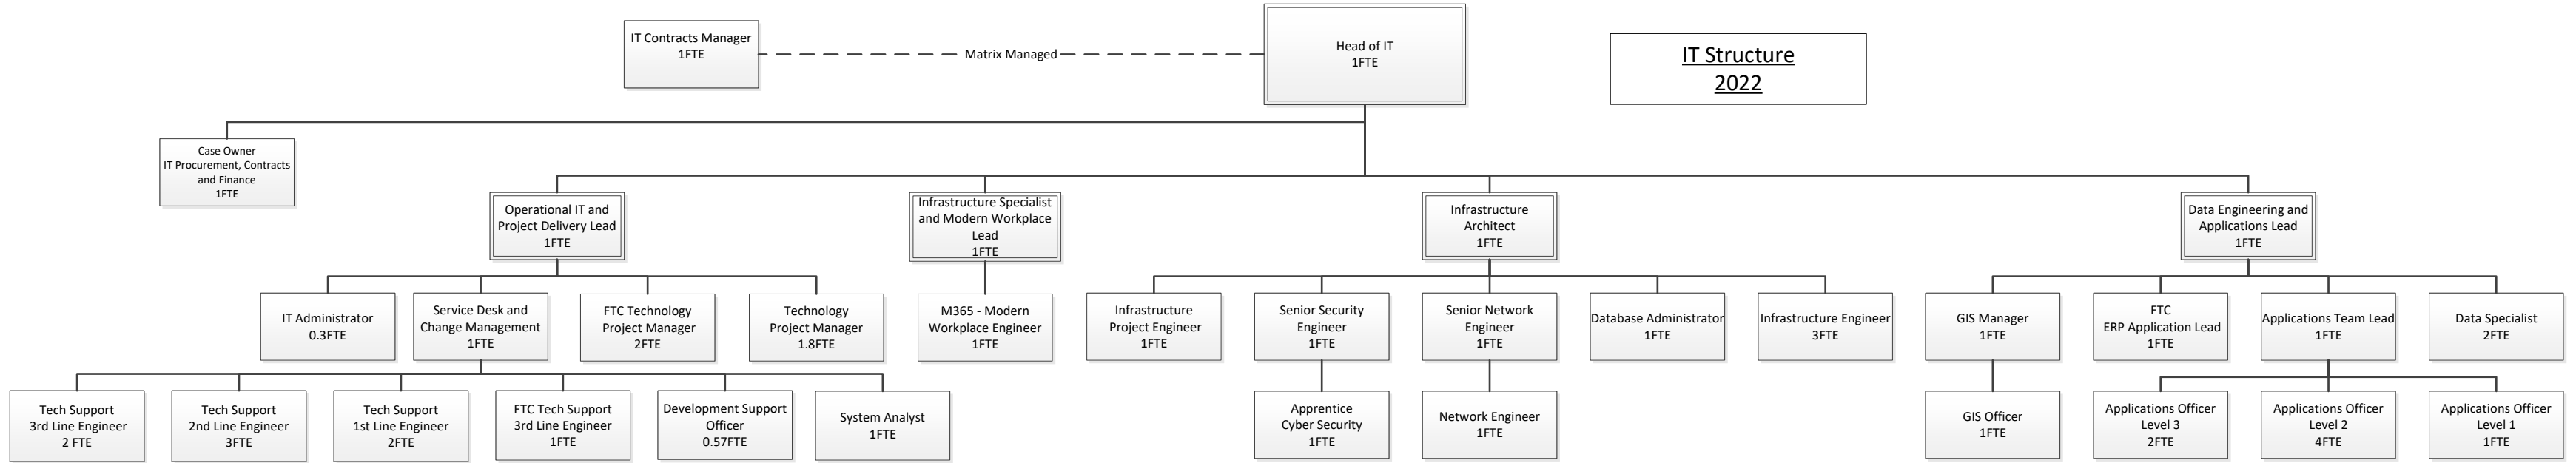 IT Contracts Manager
1FTE
Matrix Managed
Head of IT
1FTE
IT Structure
2022
Case Owner
IT Procurement, Contracts
and Finance
1FTE
Operational IT and
Project Delivery Lead
1FTE
Infrastructure Specialist
and Modern Workplace
Lead
1FTE
Infrastructure
Architect
1FTE
Data Engineering and
Applications Lead
1FTE
IT Administrator
0.3FTE
Service Desk and
Change Management
1FTE
FTC Technology
Project Manager
2FTE
Technology
Project Manager
1.8FTE
M365 - Modern
Workplace Engineer
1FTE
Infrastructure
Project Engineer
1FTE
Senior Security
Engineer
1FTE
Senior Network
Engineer
1FTE
Database Administrator
1FTE
Infrastructure Engineer
3FTE
GIS Manager
1FTE
FTC
ERP Application Lead
1FTE
Applications Team Lead
1FTE
Data Specialist
2FTE
Tech Support
3rd Line Engineer
2 FTE
Tech Support
2nd Line Engineer
3FTE
Tech Support
1st Line Engineer
2FTE
FTC Tech Support
3rd Line Engineer
1FTE
Development Support
Officer
0.57FTE
System Analyst
1FTE
Apprentice
Cyber Security
1FTE
Network Engineer
1FTE
GIS Officer
1FTE
Applications Officer
Level 3
2FTE
Applications Officer
Level 2
4FTE
Applications Officer
Level 1
1FTE